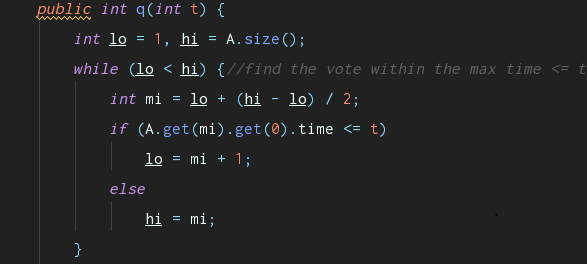 public int q(int t) {
int lo = 1, hi = A.size();
while (lo < hi) {//find the vote within the max time <= t
int mi = lo + (hi - lo) / 2;
if (A.get(mi).get(0).time <= t)
lo = mi + 1;
else
hi = mi;
}